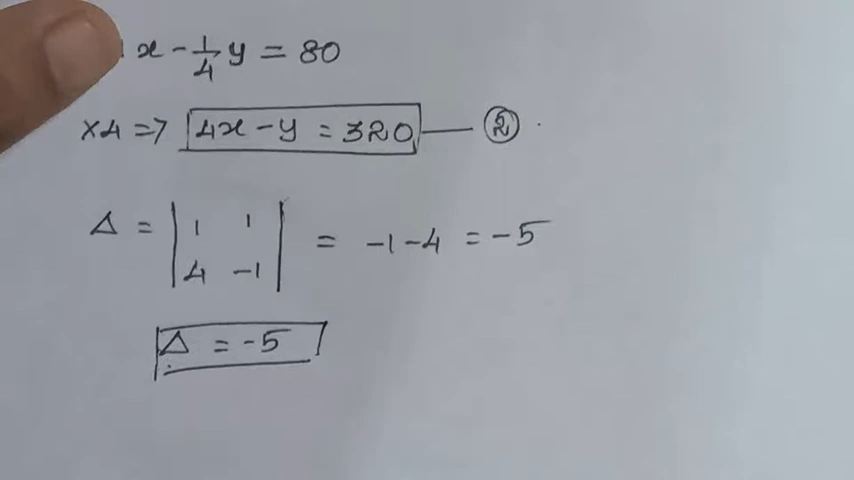 x - 1/4 y = 80
×4 => 4x - y = 320 — ②
Δ = | 1 1 | = -1 - 4 = -5
| 4 -1 |
Δ = -5